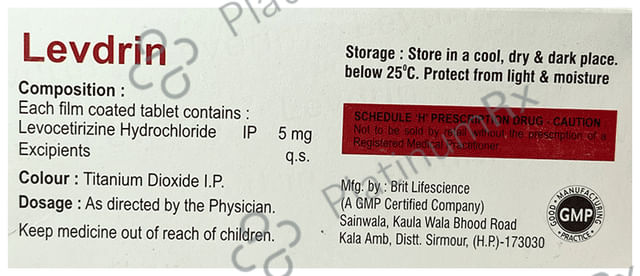 Levdrin
Composition :
Each film coated tablet contains :
Levocetirizine Hydrochloride IP 5 mg
Excipients q.s.
Colour : Titanium Dioxide I.P.
Dosage : As directed by the Physician.
Keep medicine out of reach of children.
Storage : Store in a cool, dry & dark place.
below 25°C. Protect from light & moisture
SCHEDULE 'H' PRESCRIPTION DRUG - CAUTION
Not to be sold by retail without the prescription of a
Registered Medical Practitioner.
Mfg. by : Brit Lifescience
(A GMP Certified Company)
Sainwala, Kaula Wala Bhood Road
Kala Amb, Distt. Sirmour, (H.P.)-173030
GOOD MANUFACTURING
GMP
PRACTICE
PlatinumRx